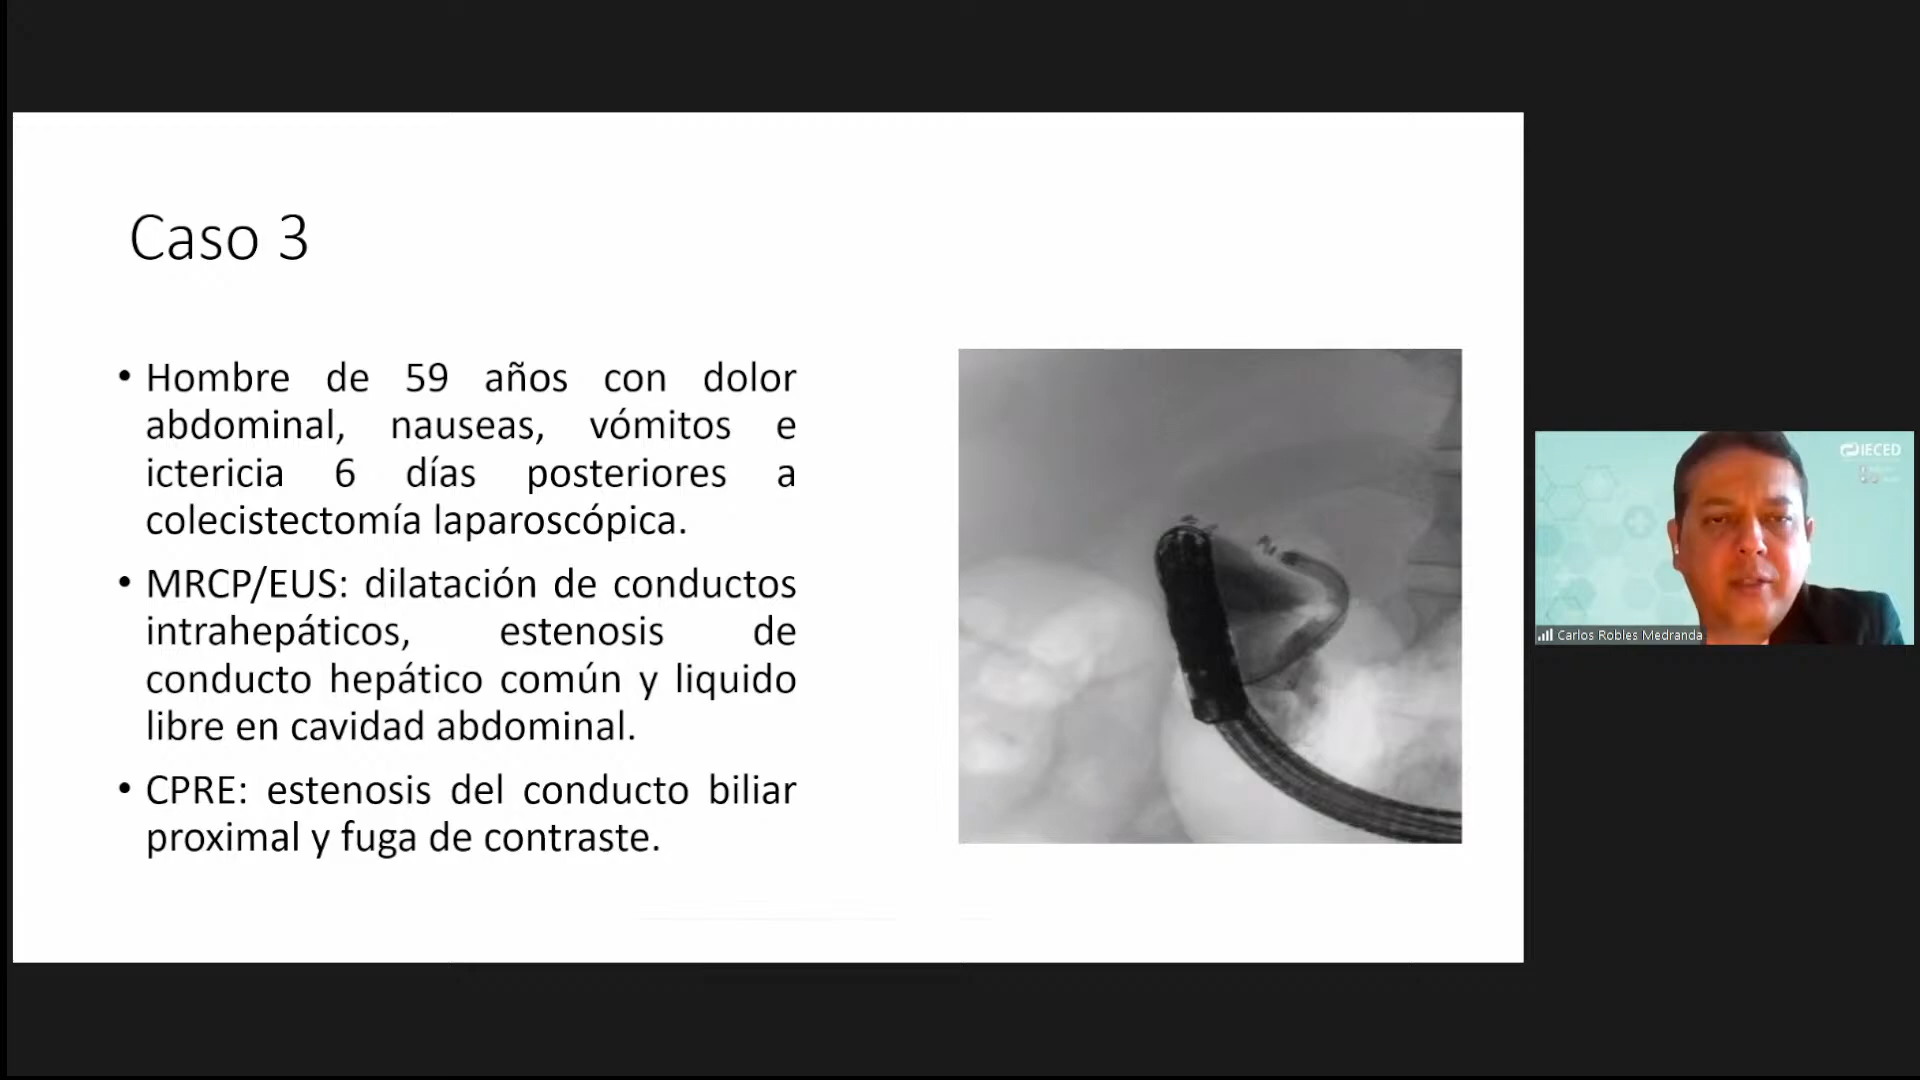 Caso 3
• Hombre de 59 años con dolor
abdominal, nauseas, vómitos e
ictericia 6 días posteriores a
colecistectomía laparoscópica.
• MRCP/EUS: dilatación de conductos
intrahepáticos, estenosis de
conducto hepático común y liquido
libre en cavidad abdominal.
• CPRE: estenosis del conducto biliar
proximal y fuga de contraste.
IECED
Carlos Robles Medranda